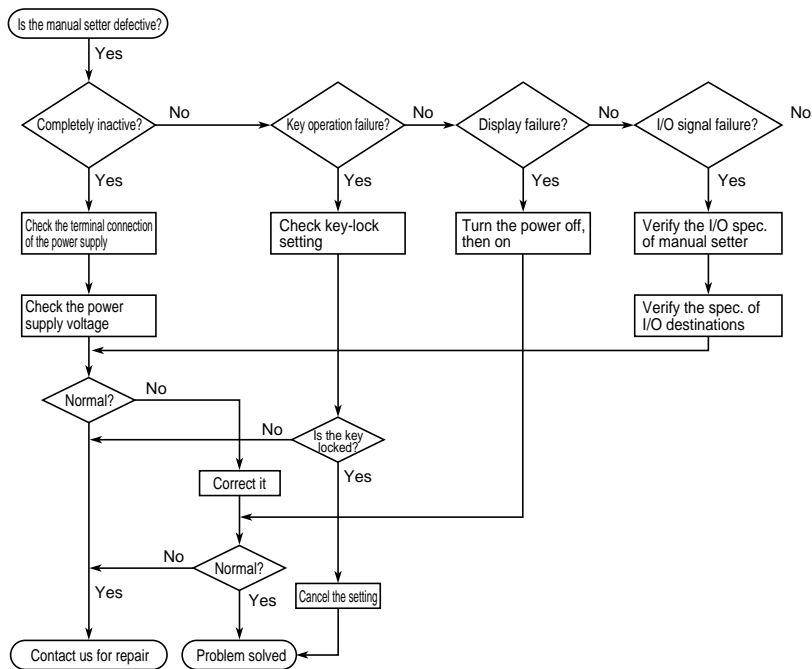 Is the manual setter defective?
Yes
Completely inactive?
No
Key operation failure?
No
Display failure?
No
I/O signal failure?
No
Yes
Yes
Yes
Check the terminal connection
of the power supply
Check key-lock
setting
Turn the power off,
then on
Verify the I/O spec.
of manual setter
Check the power
supply voltage
Verify the spec. of
I/O destinations
Normal?
No
No
Is the key
locked?
Yes
Correct it
No
Normal?
Yes
Yes
Cancel the setting
Contact us for repair
Problem solved